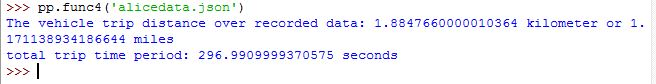 >>> pp.func4('alicedata.json')
The vehicle trip distance over recorded data: 1.8847660000010364 kilometer or 1.
171138934186644 miles
total trip time period: 296.9909999370575 seconds
>>>